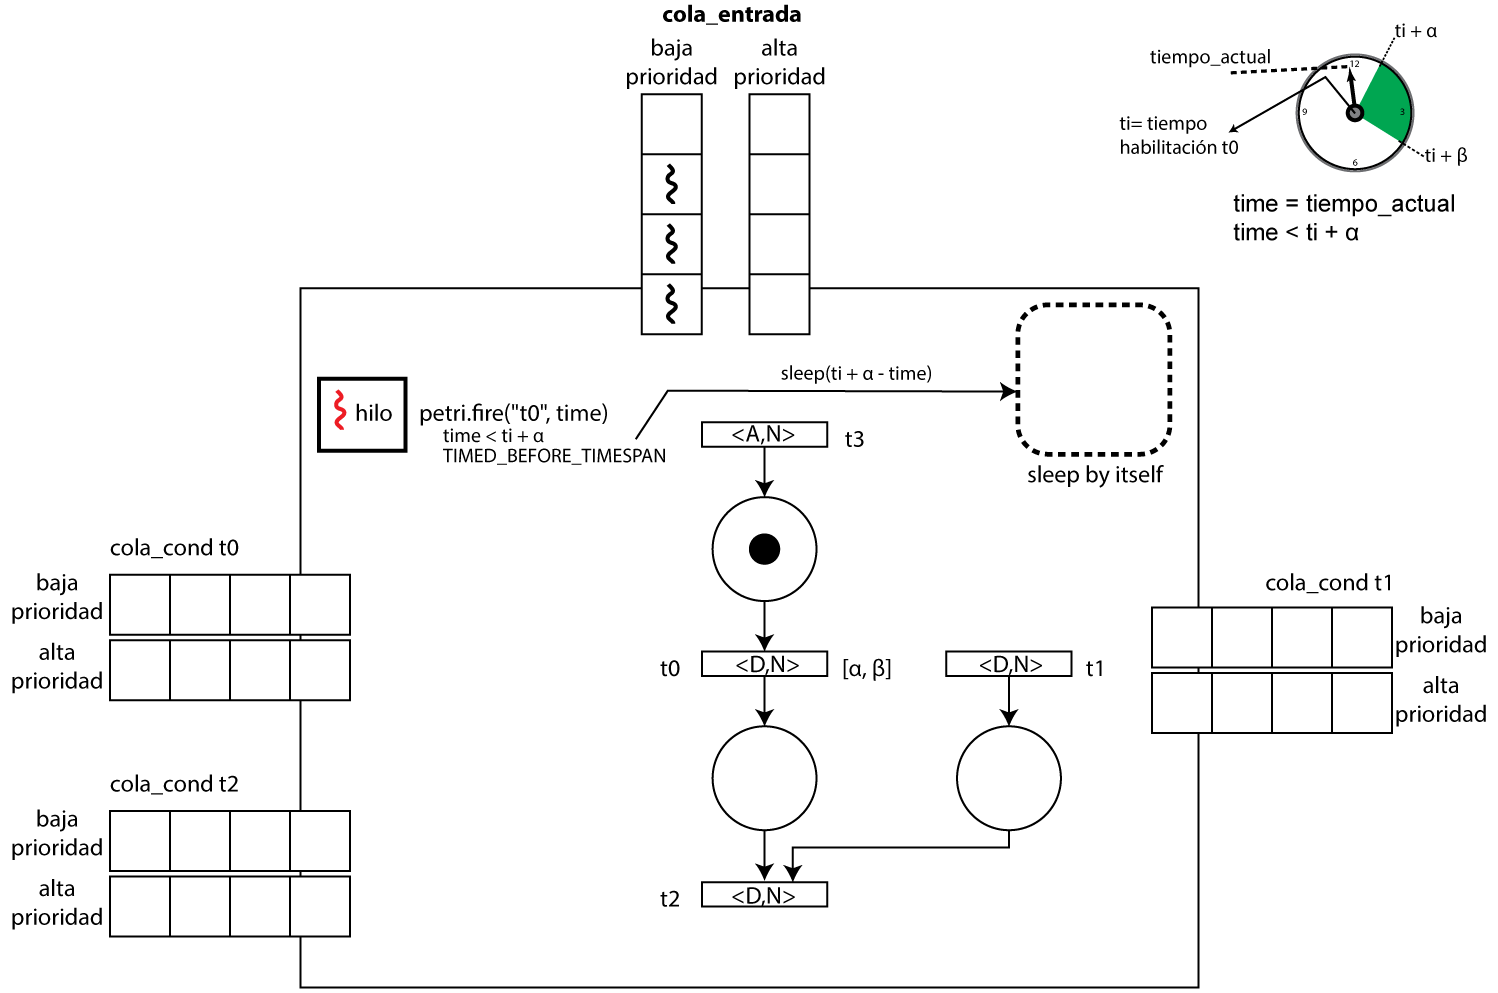 cola_entrada
baja
prioridad
alta
prioridad
ti + α
tiempo_actual
12
3
6
9
ti= tiempo
habilitación t0
ti + β
time = tiempo_actual
time < ti + α
sleep(ti + α - time)
hilo
petri.fire("t0", time)
time < ti + α
TIMED_BEFORE_TIMESPAN
<A,N>
t3
sleep by itself
cola_cond t0
baja
prioridad
alta
prioridad
cola_cond t1
baja
prioridad
alta
prioridad
t0
<D,N>
[α, β]
<D,N>
t1
cola_cond t2
baja
prioridad
alta
prioridad
t2
<D,N>